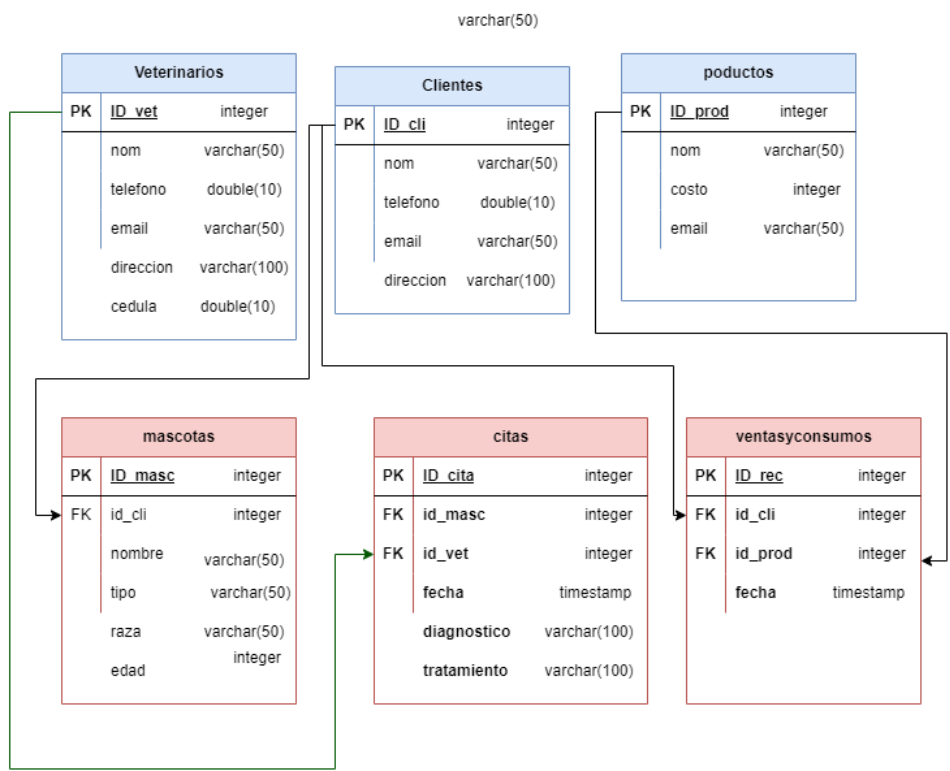 varchar(50)
Veterinarios
PK ID_vet integer
nom varchar(50)
telefono double(10)
email varchar(50)
direccion varchar(100)
cedula double(10)
Clientes
PK ID_cli integer
nom varchar(50)
telefono double(10)
email varchar(50)
direccion varchar(100)
poductos
PK ID_prod integer
nom varchar(50)
costo integer
email varchar(50)
mascotas
PK ID_masc integer
FK id_cli integer
nombre varchar(50)
tipo varchar(50)
raza varchar(50)
edad integer
citas
PK ID_cita integer
FK id_masc integer
FK id_vet integer
fecha timestamp
diagnostico varchar(100)
tratamiento varchar(100)
ventasyconsumos
PK ID_rec integer
FK id_cli integer
FK id_prod integer
fecha timestamp